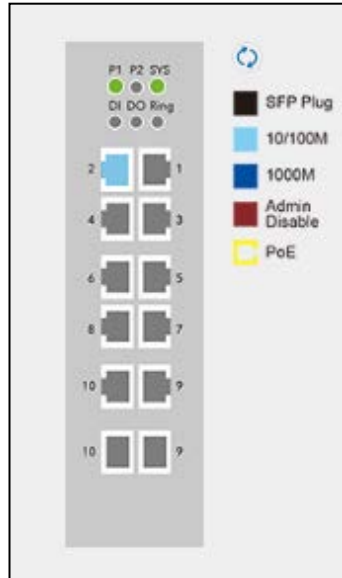 P1 P2 SYS
DI DO Ring
2 1
4 3
6 5
8 7
10 9
10 9
SFP Plug
10/100M
1000M
Admin
Disable
PoE